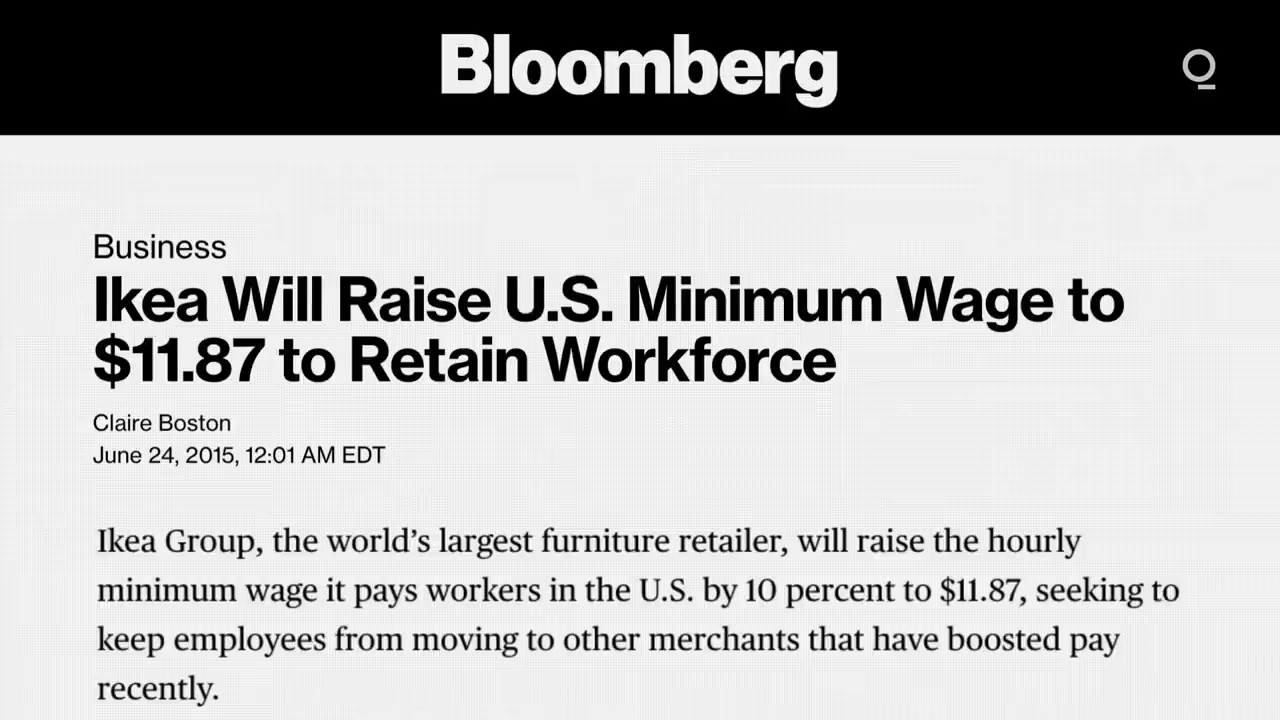 Bloomberg
Business
Ikea Will Raise U.S. Minimum Wage to
$11.87 to Retain Workforce
Claire Boston
June 24, 2015, 12:01 AM EDT
Ikea Group, the world’s largest furniture retailer, will raise the hourly
minimum wage it pays workers in the U.S. by 10 percent to $11.87, seeking to
keep employees from moving to other merchants that have boosted pay
recently.